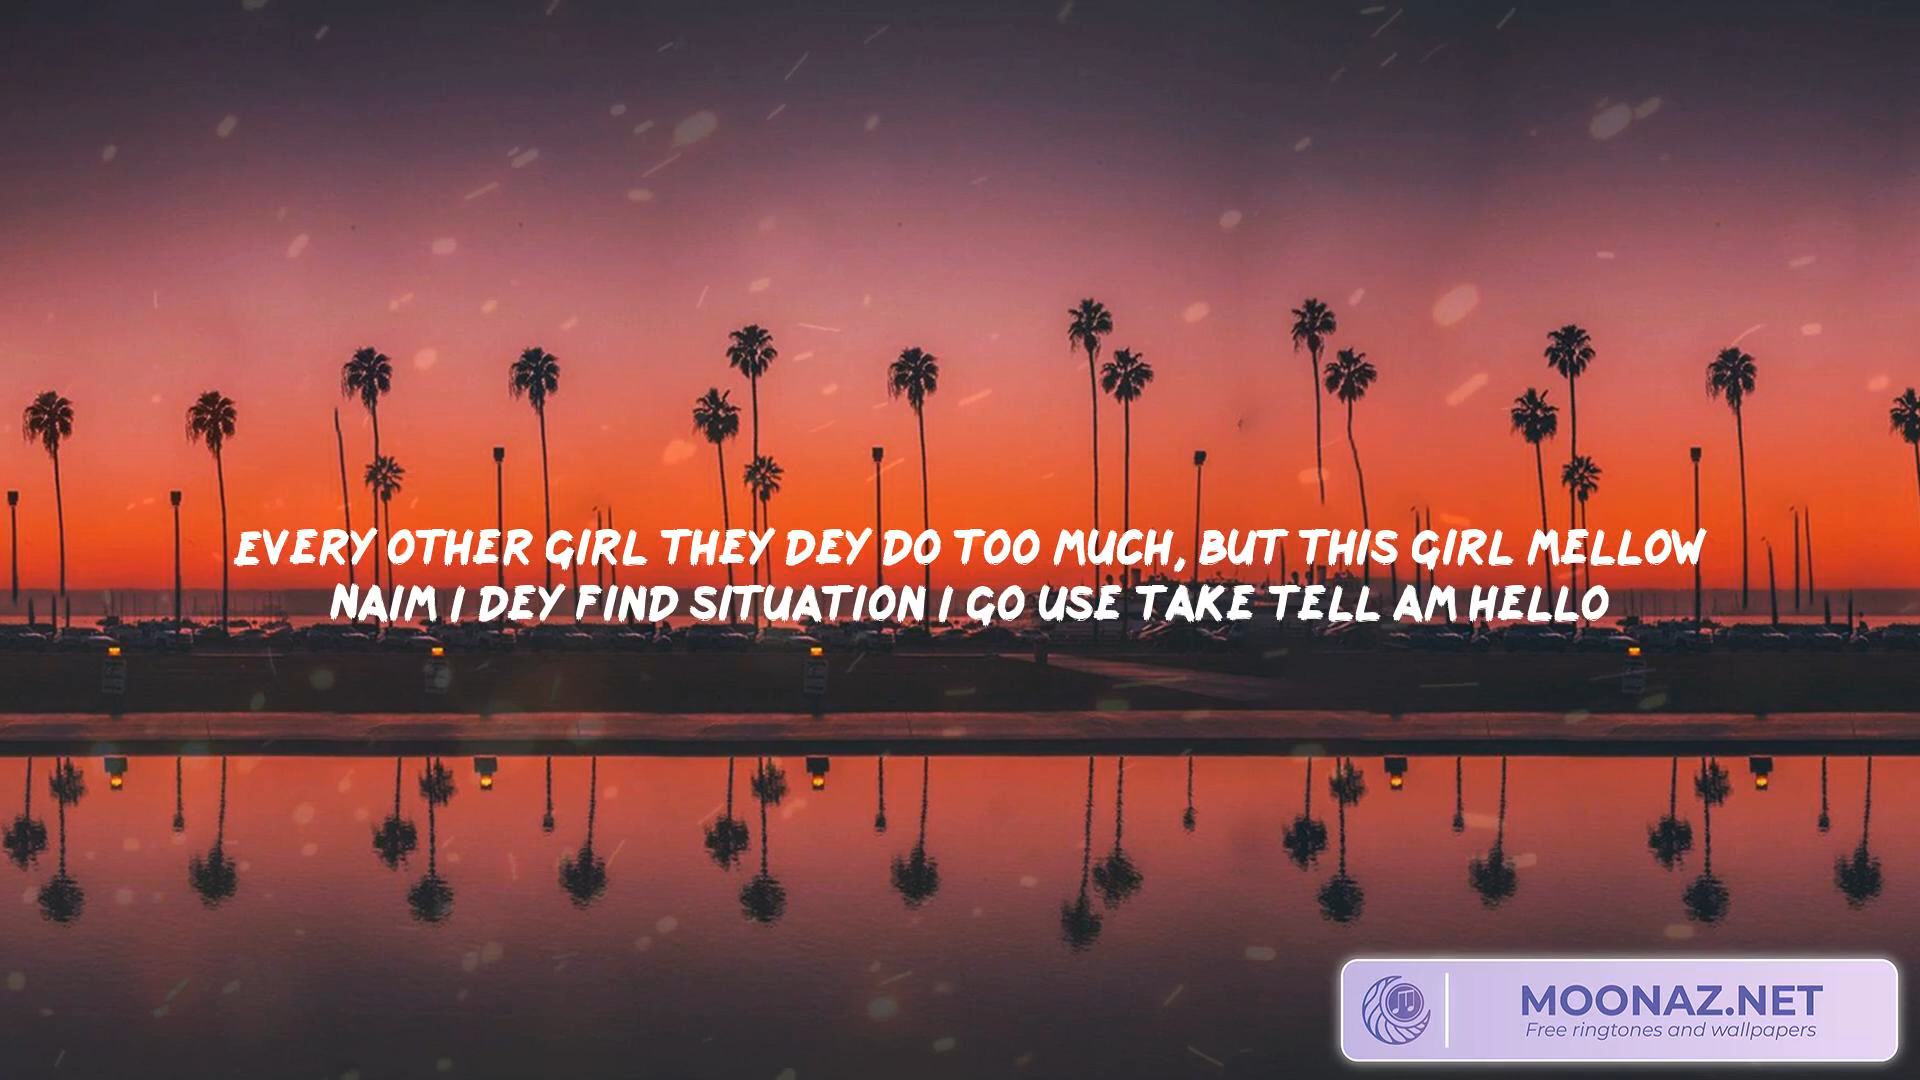 EVERY OTHER GIRL THEY DEY DO TOO MUCH, BUT THIS GIRL MELLOW
NAIM I DEY FIND SITUATION I GO USE TAKE TELL AM HELLO
MOONAZ.NET
Free ringtones and wallpapers